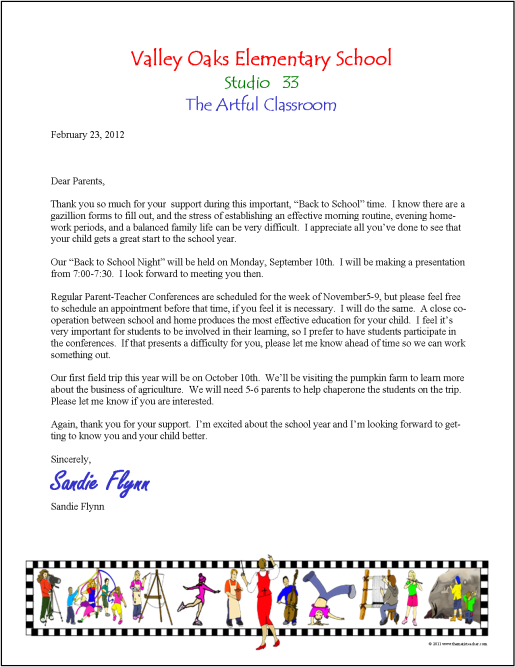 Valley Oaks Elementary School
Studio 33
The Artful Classroom
February 23, 2012
Dear Parents,
Thank you so much for your support during this important, “Back to School” time. I know there are a
gazillion forms to fill out, and the stress of establishing an effective morning routine, evening home-
work periods, and a balanced family life can be very difficult. I appreciate all you’ve done to see that
your child gets a great start to the school year.
Our “Back to School Night” will be held on Monday, September 10th. I will be making a presentation
from 7:00-7:30. I look forward to meeting you then.
Regular Parent-Teacher Conferences are scheduled for the week of November5-9, but please feel free
to schedule an appointment before that time, if you feel it is necessary. I will do the same. A close co-
operation between school and home produces the most effective education for your child. I feel it’s
very important for students to be involved in their learning, so I prefer to have students participate in
the conferences. If that presents a difficulty for you, please let me know ahead of time so we can work
something out.
Our first field trip this year will be on October 10th. We’ll be visiting the pumpkin farm to learn more
about the business of agriculture. We will need 5-6 parents to help chaperone the students on the trip.
Please let me know if you are interested.
Again, thank you for your support. I’m excited about the school year and I’m looking forward to get-
ting to know you and your child better.
Sincerely,
Sandie Flynn
Sandie Flynn